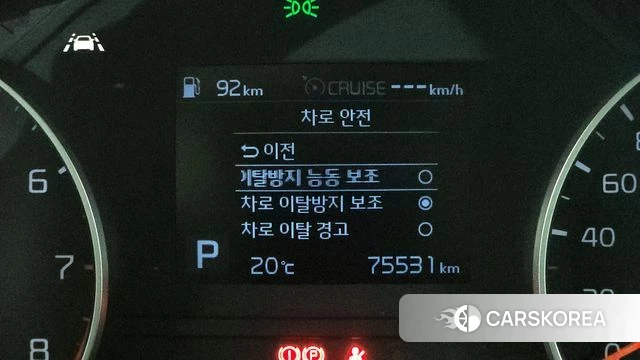 92km CRUISE ---km/h
차로 안전
이전
이탈방지 능동 보조
차로 이탈방지 보조
차로 이탈 경고
P 20℃ 75531km
6
7
8
60
40
20
0
P
CARSKOREA